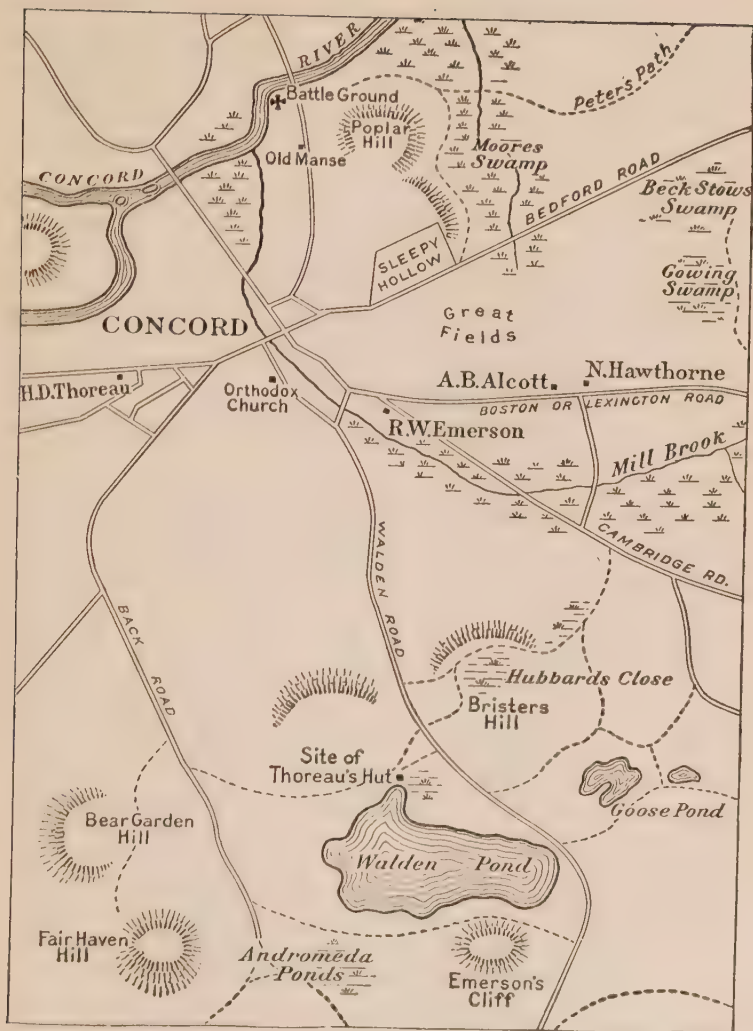 RIVER
Battle Ground
Peter's Path
Poplar
Hill
Old Manse
Moores
Swamp
CONCORD
BEDFORD ROAD
Beck Stows
Swamp
SLEEPY
HOLLOW
Gowing
Swamp
Great
Fields
CONCORD
H.D.Thoreau
Orthodox
Church
A.B.Alcott
N.Hawthorne
BOSTON OR LEXINGTON ROAD
R.W.Emerson
Mill Brook
CAMBRIDGE RD.
WALDEN ROAD
BACK ROAD
Hubbards Close
Bristers
Hill
Site of
Thoreau's Hut
Goose Pond
Bear Garden
Hill
Walden Pond
Fair Haven
Hill
Andromeda
Ponds
Emerson's
Cliff